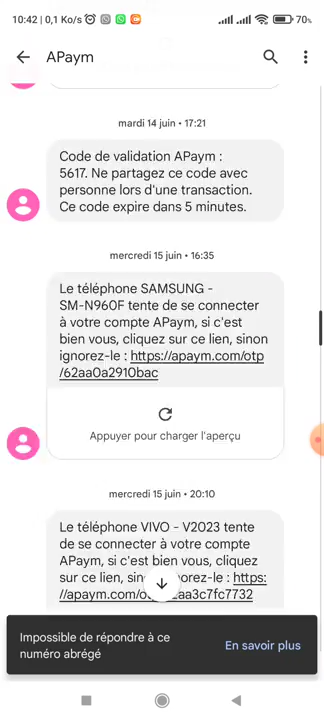 10:42 | 0,1 Ko/s
70%
APaym
mardi 14 juin • 17:21
Code de validation APaym :
5617. Ne partagez ce code avec
personne lors d'une transaction.
Ce code expire dans 5 minutes.
mercredi 15 juin • 16:35
Le téléphone SAMSUNG -
SM-N960F tente de se connecter
à votre compte APaym, si c'est
bien vous, cliquez sur ce lien, sinon
ignorez-le : https://apaym.com/otp
/62aa0a2910bac
Appuyer pour charger l'aperçu
mercredi 15 juin • 20:10
Le téléphone VIVO - V2023 tente
de se connecter à votre compte
APaym, si c'est bien vous, cliquez
sur ce lien, sin norez-le : https:
//apaym.com/o 2aa3c7fc7732
Impossible de répondre à ce
numéro abrégé
En savoir plus